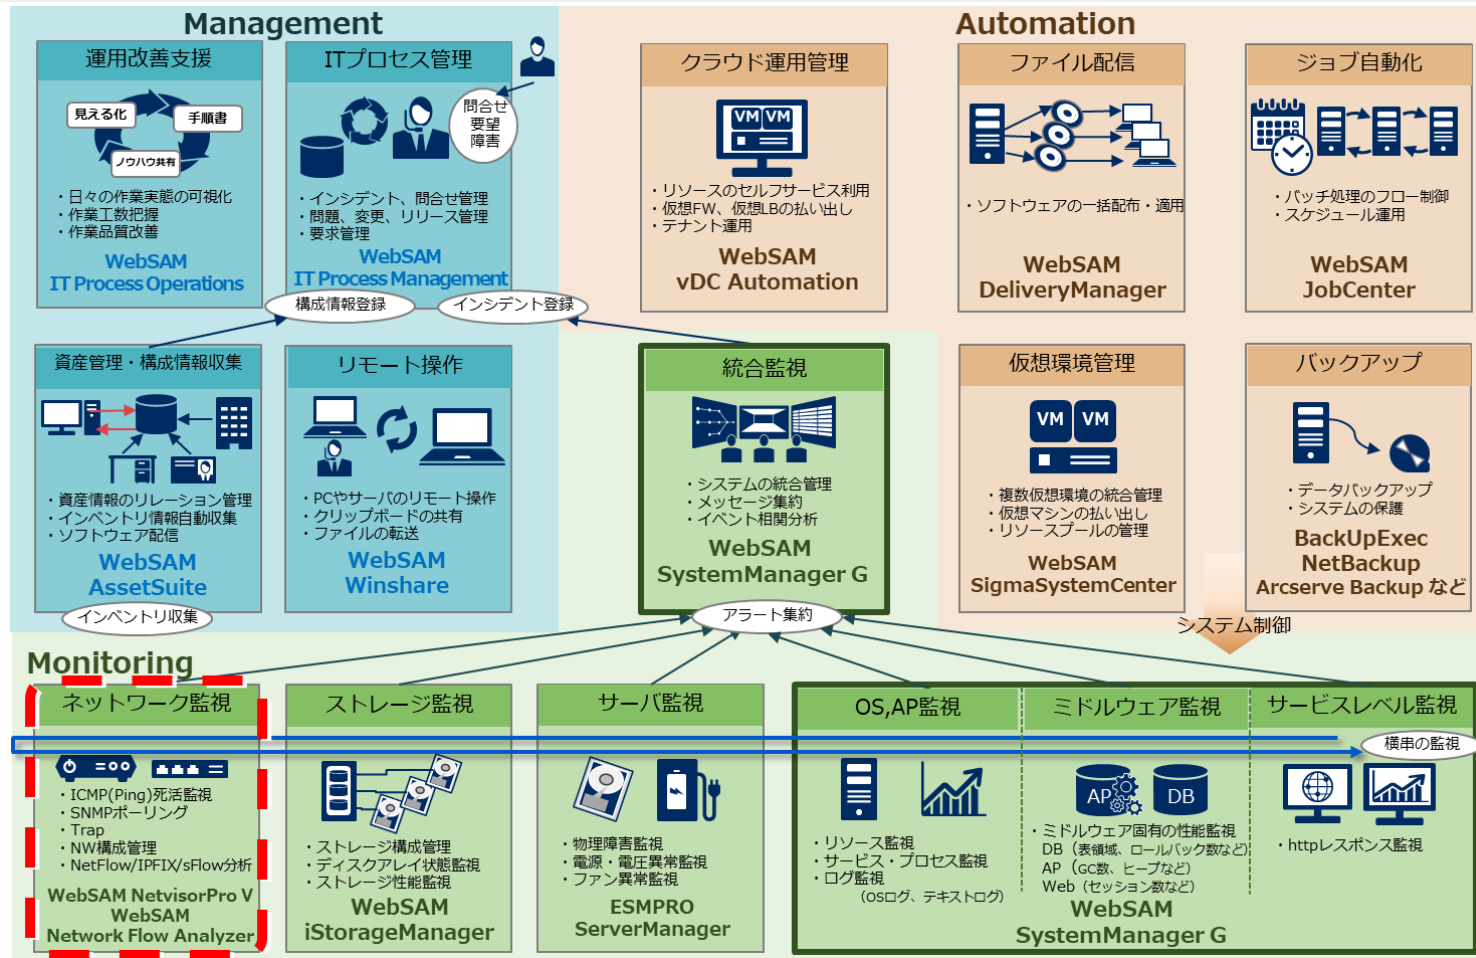 Management
運用改善支援
見える化
手順書
ノウハウ共有
・日々の作業実態の可視化
・作業工数把握
・作業品質改善
WebSAM
IT Process Operations
ITプロセス管理
問合せ
要望
障害
・インシデント、問合せ管理
・問題、変更、リリース管理
・要求管理
WebSAM
IT Process Management
構成情報登録
インシデント登録
Automation
クラウド運用管理
VM VM
・リソースのセルフサービス利用
・仮想FW、仮想LBの払い出し
・テナント運用
WebSAM
vDC Automation
ファイル配信
・ソフトウェアの一括配布・適用
WebSAM
DeliveryManager
ジョブ自動化
・バッチ処理のフロー制御
・スケジュール運用
WebSAM
JobCenter
資産管理・構成情報収集
・資産情報のリレーション管理
・インベントリ情報自動収集
・ソフトウェア配信
WebSAM
AssetSuite
インベントリ収集
リモート操作
・PCやサーバのリモート操作
・クリップボードの共有
・ファイルの転送
WebSAM
Winshare
統合監視
・システムの統合管理
・メッセージ集約
・イベント相関分析
WebSAM
SystemManager G
アラート集約
仮想環境管理
VM VM
・複数仮想環境の統合管理
・仮想マシンの払い出し
・リソースプールの管理
WebSAM
SigmaSystemCenter
バックアップ
・データバックアップ
・システムの保護
BackUpExec
NetBackup
Arcserve Backup など
システム制御
Monitoring
ネットワーク監視
・ICMP(Ping)死活監視
・SNMPポーリング
・Trap
・NW構成管理
・NetFlow/IPFIX/sFlow分析
WebSAM NetvisorPro V
WebSAM
Network Flow Analyzer
ストレージ監視
・ストレージ構成管理
・ディスクアレイ状態監視
・ストレージ性能監視
WebSAM
iStorageManager
サーバ監視
・物理障害監視
・電源・電圧異常監視
・ファン異常監視
ESMPRO
ServerManager
OS,AP監視
・リソース監視
・サービス・プロセス監視
・ログ監視
（OSログ、テキストログ）
ミドルウェア監視
AP DB
・ミドルウェア固有の性能監視
DB（表領域、ロールバック数など）
AP（GC数、ヒープなど）
Web（セッション数など）
サービスレベル監視
横串の監視
・httpレスポンス監視
WebSAM
SystemManager G